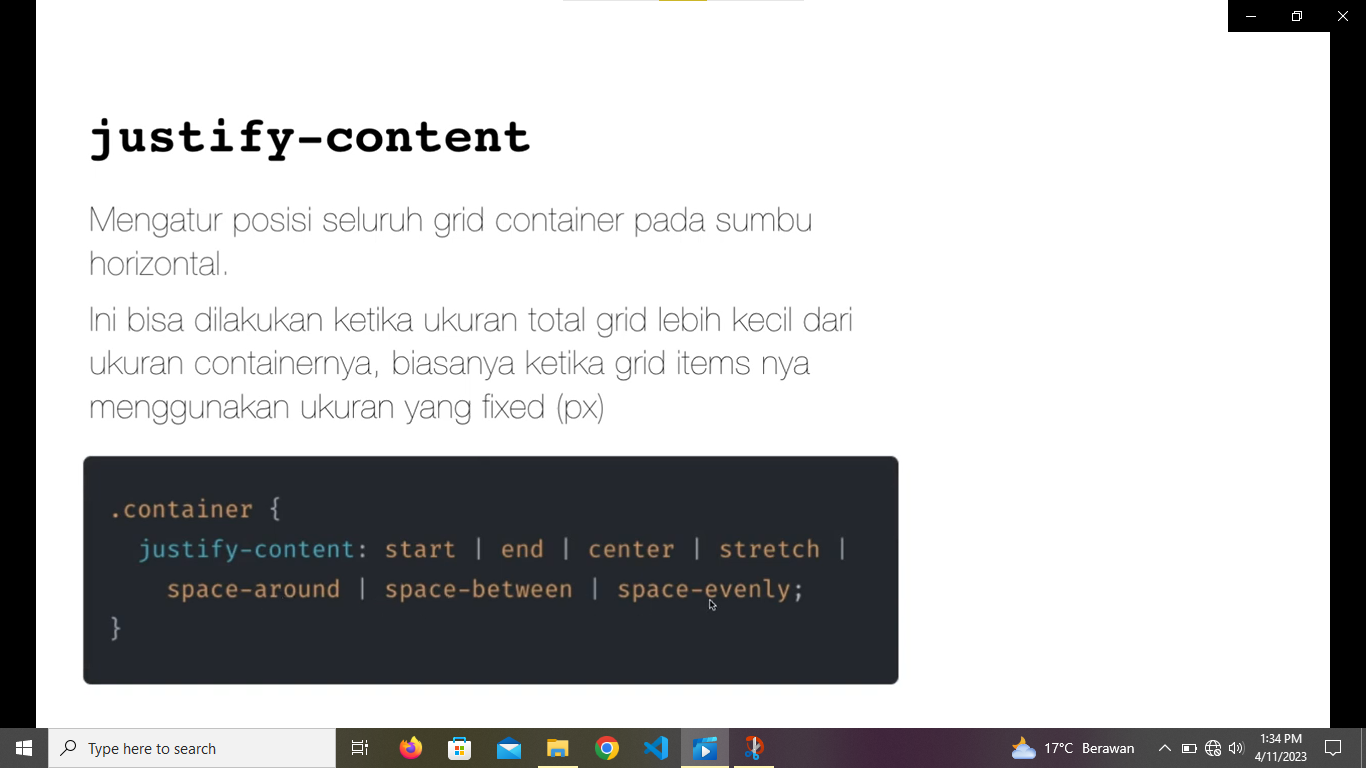 justify-content
Mengatur posisi seluruh grid container pada sumbu
horizontal.
Ini bisa dilakukan ketika ukuran total grid lebih kecil dari
ukuran containernya, biasanya ketika grid items nya
menggunakan ukuran yang fixed (px)
.container {
justify-content: start | end | center | stretch |
space-around | space-between | space-evenly;
}
Type here to search
17°C Berawan
1:34 PM
4/11/2023